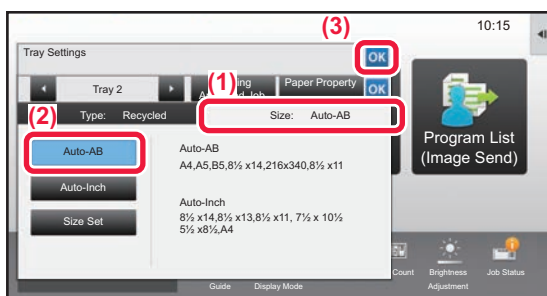 (3)
10:15
Tray Settings
OK
(1)
Tray 2
Paper Property
OK
(2)
Type: Recycled
Size: Auto-AB
Auto-AB
Auto-AB
A4,A5,B5,8½ x14,216x340,8½ x11
Auto-Inch
Auto-Inch
8½ x14,8½ x13,8½ x11, 7½ x 10½
5½ x8½,A4
Size Set
Program List
(Image Send)
Count
Brightness
Adjustment
Job Status
Guide
Display Mode